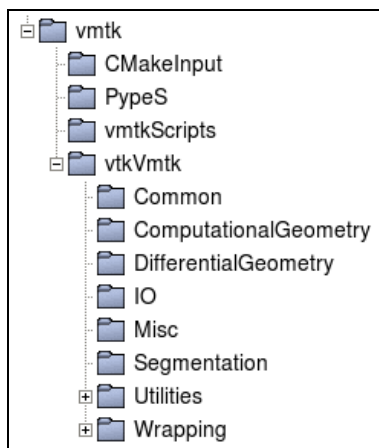 vmtk
CMakeInput
PypeS
vmtkScripts
vtkVmtk
Common
ComputationalGeometry
DifferentialGeometry
IO
Misc
Segmentation
Utilities
Wrapping